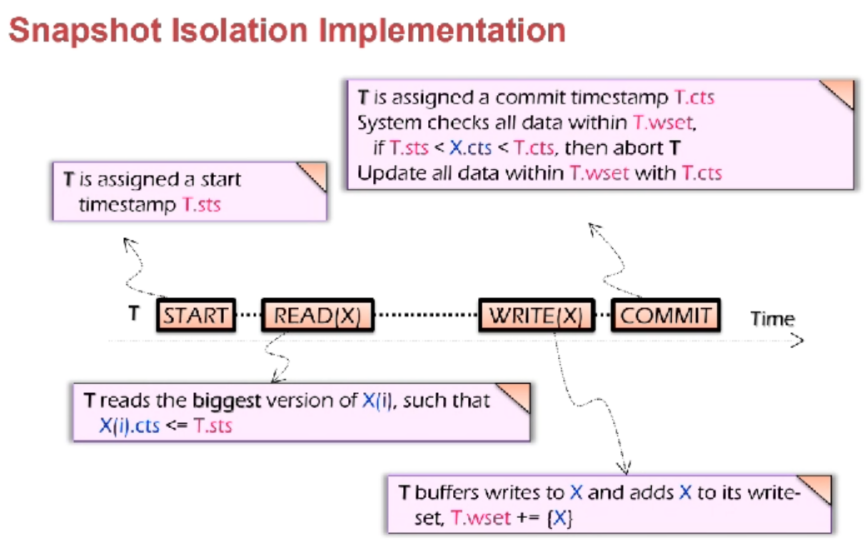 Snapshot Isolation Implementation
T is assigned a commit timestamp T.cts
System checks all data within T.wset,
if T.sts < X.cts < T.cts, then abort T
Update all data within T.wset with T.cts
T is assigned a start
timestamp T.sts
T START READ(X) WRITE(X) COMMIT Time
T reads the biggest version of X(i), such that
X(i).cts <= T.sts
T buffers writes to X and adds X to its write-
set, T.wset += {X}